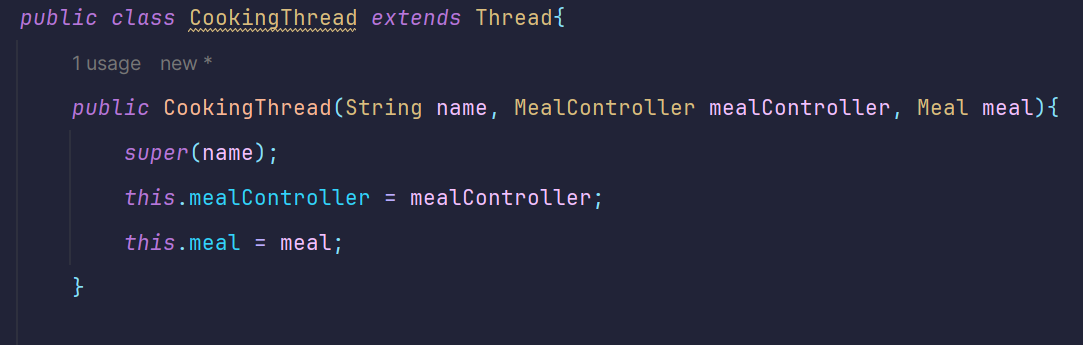 public class CookingThread extends Thread{
1 usage new *
public CookingThread(String name, MealController mealController, Meal meal){
super(name);
this.mealController = mealController;
this.meal = meal;
}